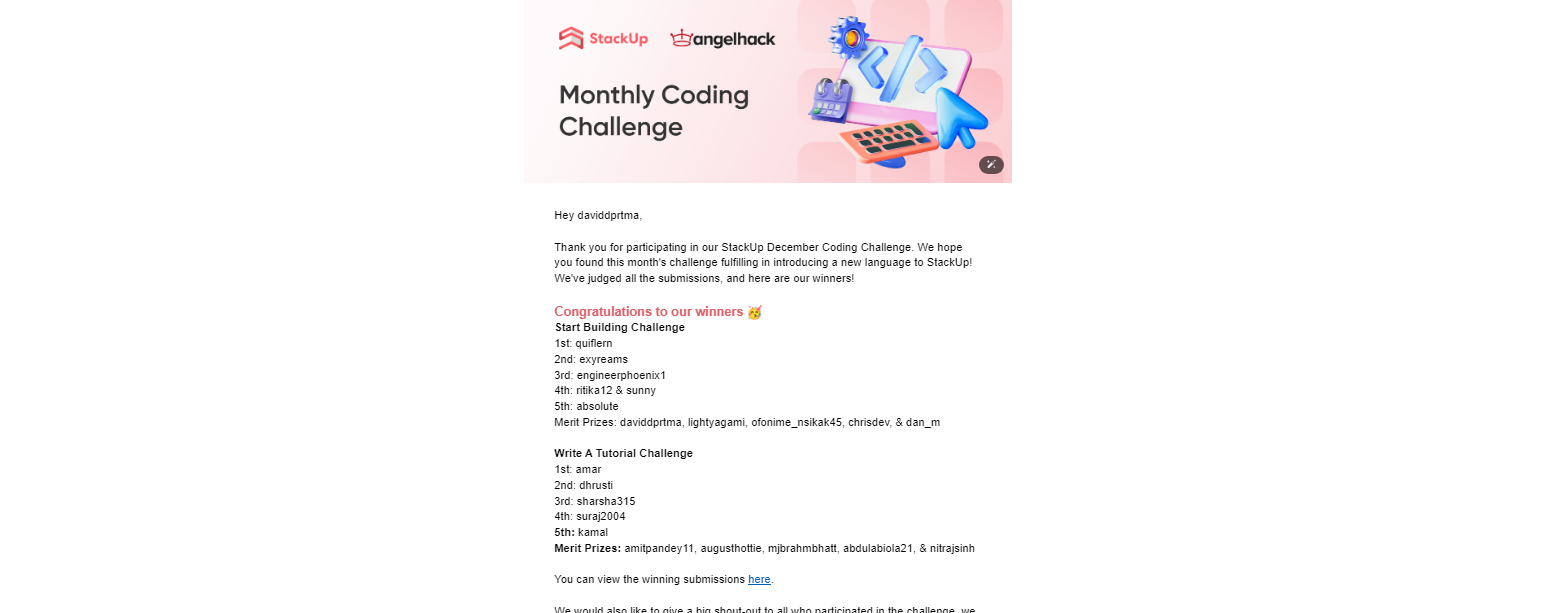 StackUp angelhack
Monthly Coding
Challenge
Hey daviddprtma,
Thank you for participating in our StackUp December Coding Challenge. We hope
you found this month's challenge fulfilling in introducing a new language to StackUp!
We've judged all the submissions, and here are our winners!
Congratulations to our winners 🥳
Start Building Challenge
1st: quiflern
2nd: exyreams
3rd: engineerphoenix1
4th: ritika12 & sunny
5th: absolute
Merit Prizes: daviddprtma, lightyagami, ofonime_nsikak45, chrisdev, & dan_m
Write A Tutorial Challenge
1st: amar
2nd: dhrusti
3rd: sharsha315
4th: suraj2004
5th: kamal
Merit Prizes: amitpandey11, augusthottie, mjbrahmbhatt, abdulabiola21, & nitrajsinh
You can view the winning submissions here.
We would also like to give a big shout-out to all who participated in the challenge, we